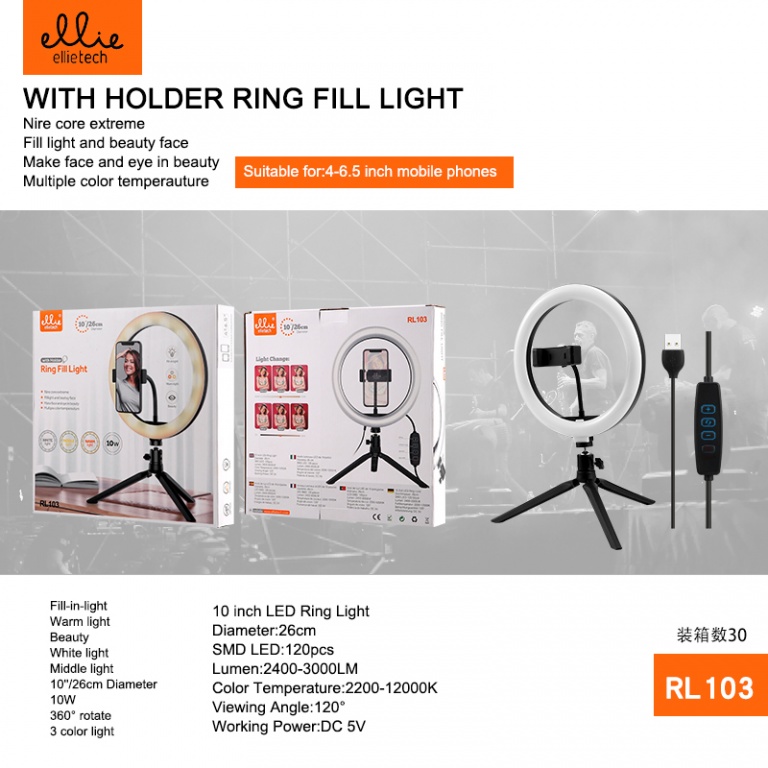 ellie
ellietech
WITH HOLDER RING FILL LIGHT
Nire core extreme
Fill light and beauty face
Make face and eye in beauty
Multiple color temperauture
Suitable for:4-6.5 inch mobile phones
ellie
ellietech
10"/26cm
Ring Fill Light
10W
RL103
ellie
ellietech
10"/26cm
RL103
Light Change:
Fill-in-light
Warm light
Beauty
White light
Middle light
10"/26cm Diameter
10W
360° rotate
3 color light
10 inch LED Ring Light
Diameter:26cm
SMD LED:120pcs
Lumen:2400-3000LM
Color Temperature:2200-12000K
Viewing Angle:120°
Working Power:DC 5V
装箱数30
RL103